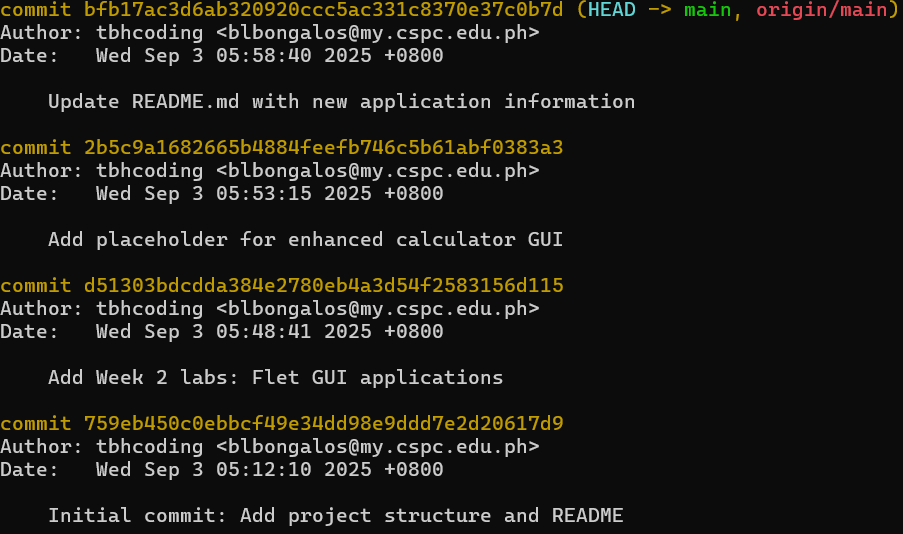 commit bfb17ac3d6ab320920ccc5ac331c8370e37c0b7d (HEAD -> main, origin/main)
Author: tbhcoding <blbongalos@my.cspc.edu.ph>
Date:   Wed Sep 3 05:58:40 2025 +0800
    Update README.md with new application information
commit 2b5c9a1682665b4884feefb746c5b61abf0383a3
Author: tbhcoding <blbongalos@my.cspc.edu.ph>
Date:   Wed Sep 3 05:53:15 2025 +0800
    Add placeholder for enhanced calculator GUI
commit d51303bdcdda384e2780eb4a3d54f2583156d115
Author: tbhcoding <blbongalos@my.cspc.edu.ph>
Date:   Wed Sep 3 05:48:41 2025 +0800
    Add Week 2 labs: Flet GUI applications
commit 759eb450c0ebbcf49e34dd98e9ddd7e2d20617d9
Author: tbhcoding <blbongalos@my.cspc.edu.ph>
Date:   Wed Sep 3 05:12:10 2025 +0800
    Initial commit: Add project structure and README